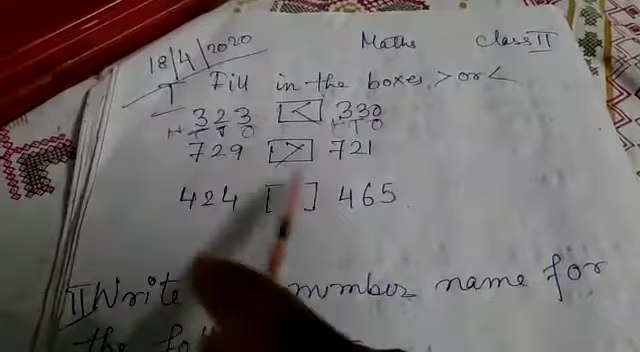 18/4/2020 Maths Class II
I Fill in the boxes > or <
323 < 330
H T O H T O
729 > 721
424 [ ] 465
II Write number name for
the